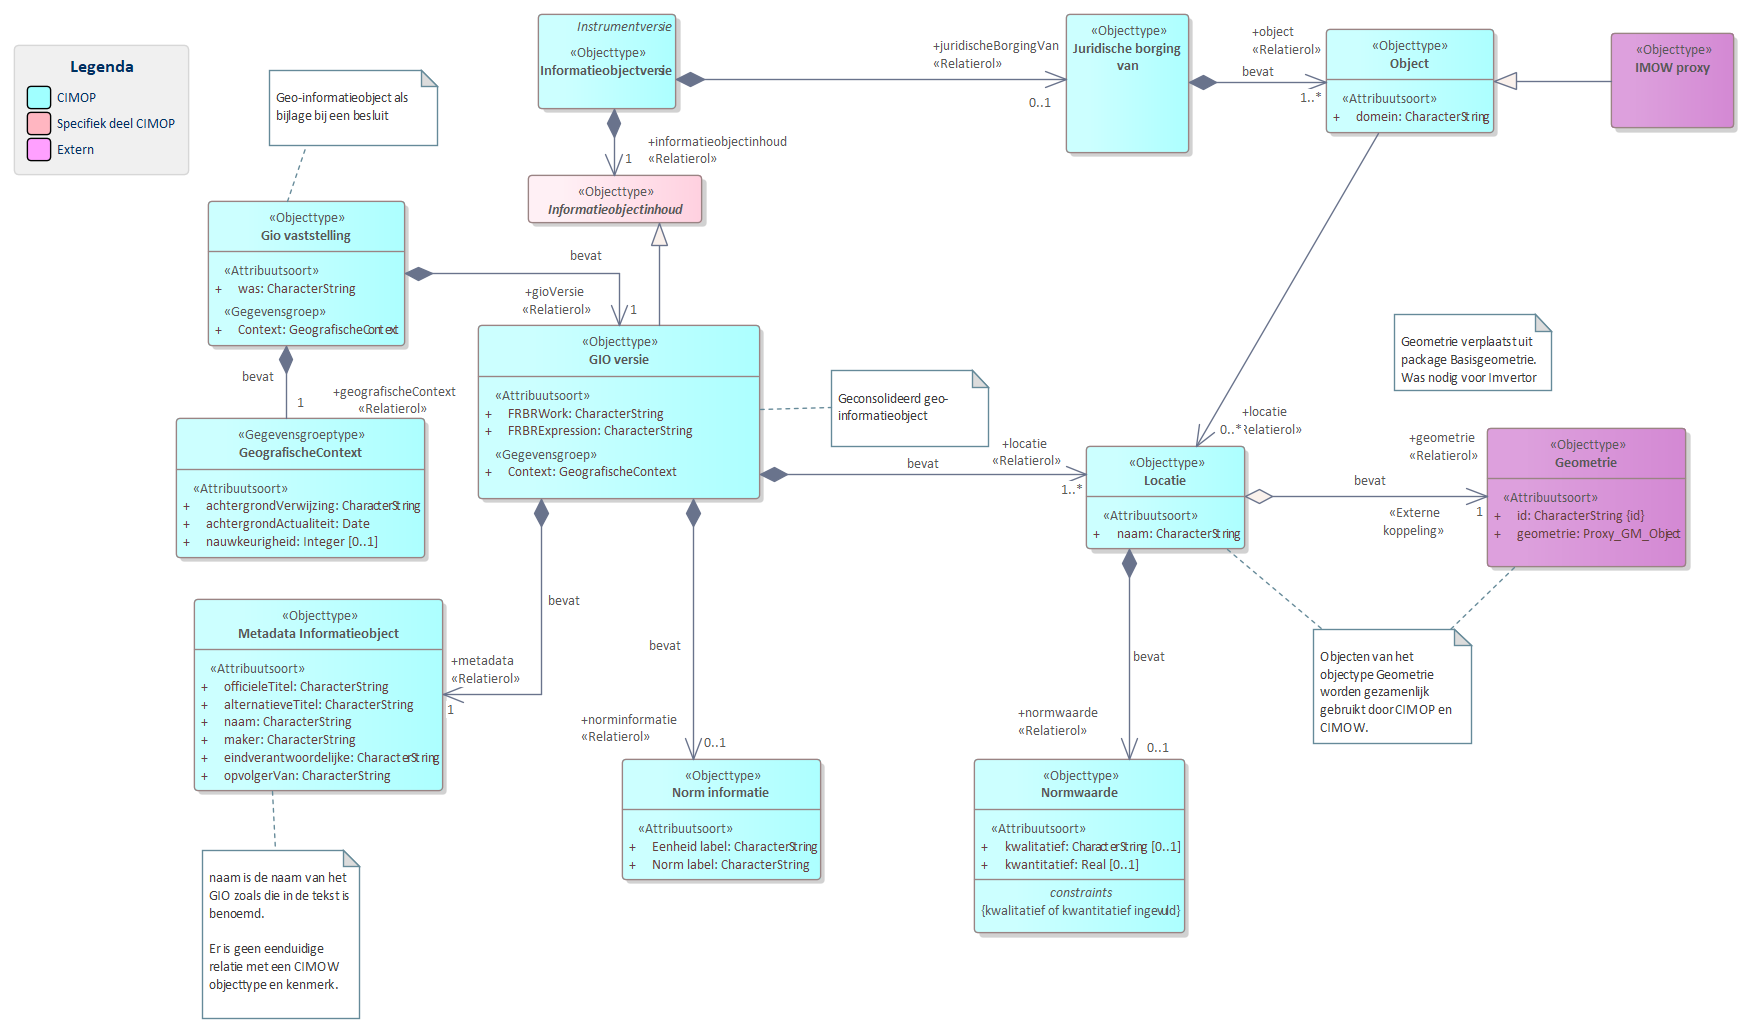 Legenda
CIMOP
Specifiek deel CIMOP
Extern
Geo-informatieobject als
bijlage bij een besluit
Instrumentversie
«Objecttype»
Informatieobjectversie
+juridischeBorgingVan
«Relatierol»
0..1
«Objecttype»
Juridische borging
van
+object
«Relatierol»
bevat
1..*
«Objecttype»
Object
«Attribuutsoort»
+ domein: CharacterString
«Objecttype»
IMOW proxy
+informatieobjectinhoud
«Relatierol»
1
«Objecttype»
Informatieobjectinhoud
«Objecttype»
Gio vaststelling
«Attribuutsoort»
+ was: CharacterString
«Gegevensgroep»
+ Context: GeografischeContext
bevat
+gioVersie
«Relatierol»
1
bevat
+geografischeContext
«Relatierol»
1
«Gegevensgroeptype»
GeografischeContext
«Attribuutsoort»
+ achtergrondVerwijzing: CharacterString
+ achtergrondActualiteit: Date
+ nauwkeurigheid: Integer [0..1]
«Objecttype»
GIO versie
«Attribuutsoort»
+ FRBRWork: CharacterString
+ FRBRExpression: CharacterString
«Gegevensgroep»
+ Context: GeografischeContext
Geconsolideerd geo-
informatieobject
Geometrie verplaatst uit
package Basisgeometrie.
Was nodig voor Imvertor
+locatie
«Relatierol»
bevat
1..*
+locatie
0..* Relatierol»
«Objecttype»
Locatie
«Attribuutsoort»
+ naam: CharacterString
+geometrie
«Relatierol»
bevat
«Externe
koppeling»
1
«Objecttype»
Geometrie
«Attribuutsoort»
+ id: CharacterString {id}
+ geometrie: Proxy_GM_Object
Objecten van het
objectype Geometrie
worden gezamenlijk
gebruikt door CIMOP en
CIMOW.
«Objecttype»
Metadata Informatieobject
«Attribuutsoort»
+ officieleTitel: CharacterString
+ alternatieveTitel: CharacterString
+ naam: CharacterString
+ maker: CharacterString
+ eindverantwoordelijke: CharacterString
+ opvolgerVan: CharacterString
bevat
+metadata
«Relatierol»
1
bevat
+norminformatie
«Relatierol»
0..1
«Objecttype»
Norm informatie
«Attribuutsoort»
+ Eenheid label: CharacterString
+ Norm label: CharacterString
bevat
+normwaarde
«Relatierol»
0..1
«Objecttype»
Normwaarde
«Attribuutsoort»
+ kwalitatief: CharacterString [0..1]
+ kwantitatief: Real [0..1]
constraints
{kwalitatief of kwantitatief ingevuld}
naam is de naam van het
GIO zoals die in de tekst is
benoemd.
Er is geen eenduidige
relatie met een CIMOW
objecttype en kenmerk.